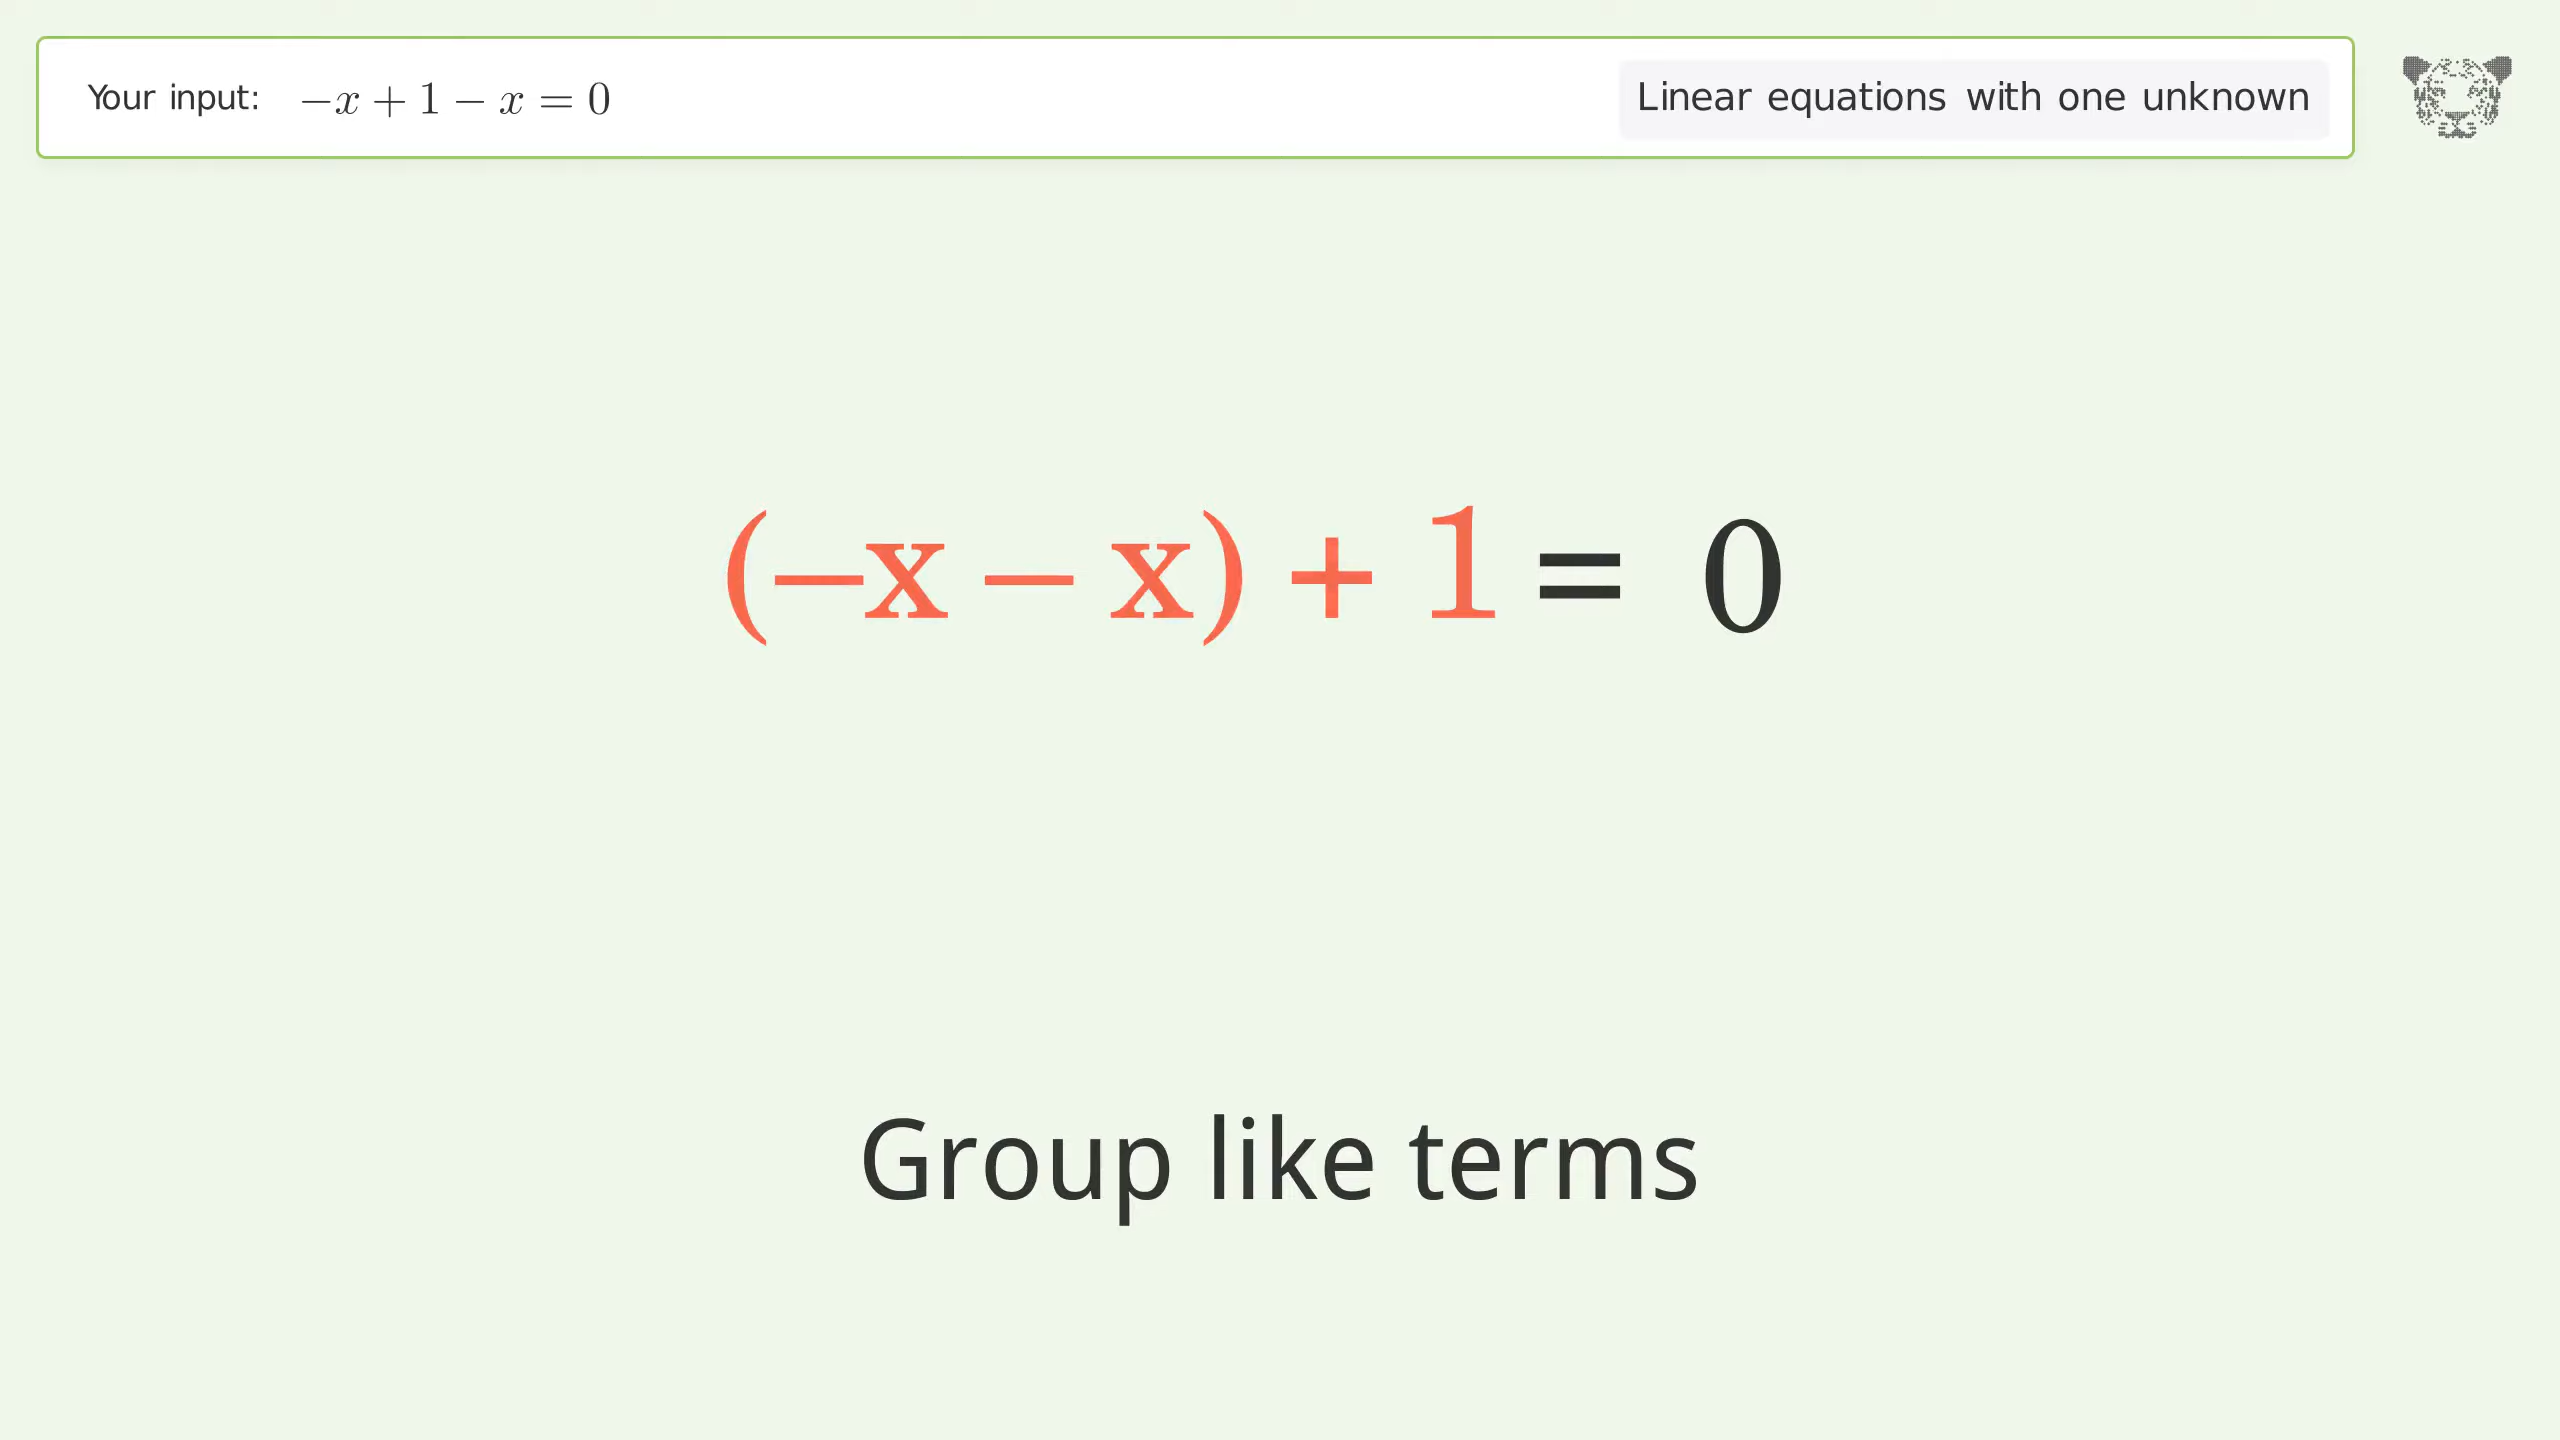 Your input: −x + 1 − x = 0 Linear equations with one unknown
(−x − x) + 1 = 0
Group like terms